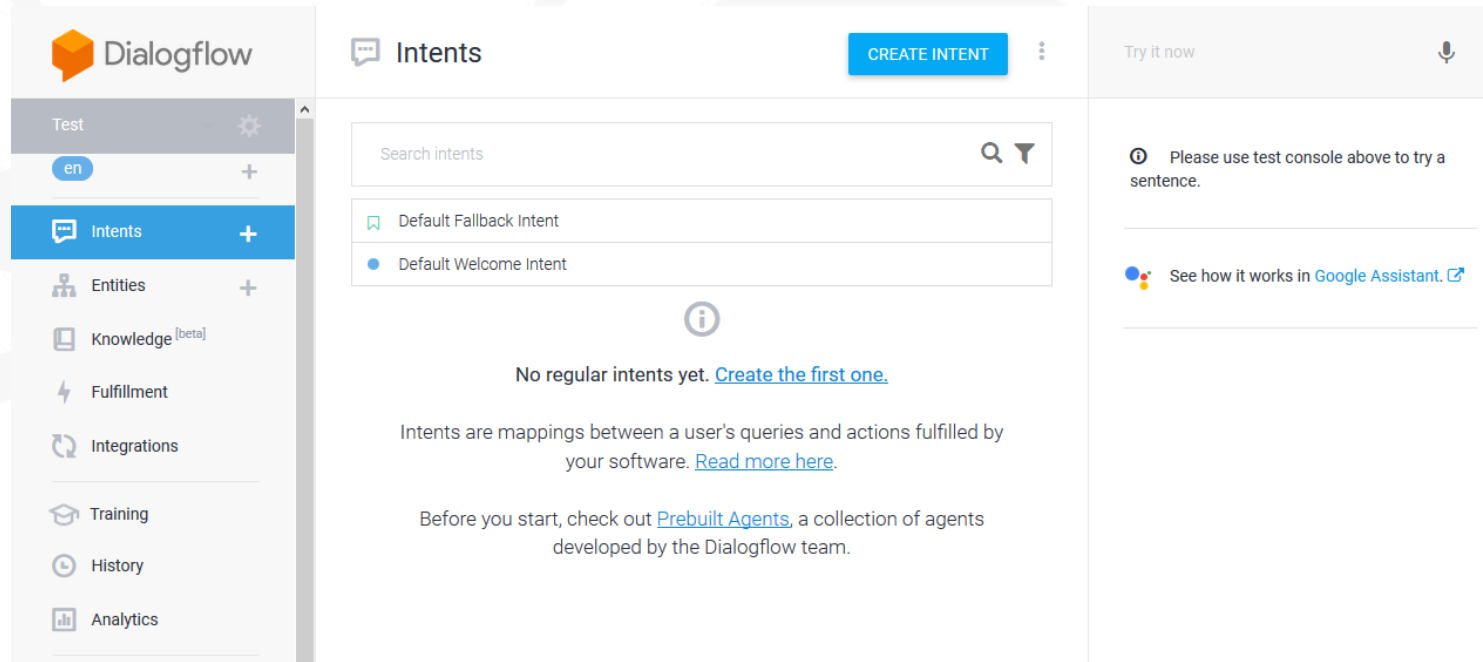 Dialogflow
Test
en
Intents
Entities
Knowledge [beta]
Fulfillment
Integrations
Training
History
Analytics
Intents
CREATE INTENT
Search intents
Default Fallback Intent
Default Welcome Intent
No regular intents yet. Create the first one.
Intents are mappings between a user's queries and actions fulfilled by
your software. Read more here.
Before you start, check out Prebuilt Agents, a collection of agents
developed by the Dialogflow team.
Try it now
Please use test console above to try a
sentence.
See how it works in Google Assistant.